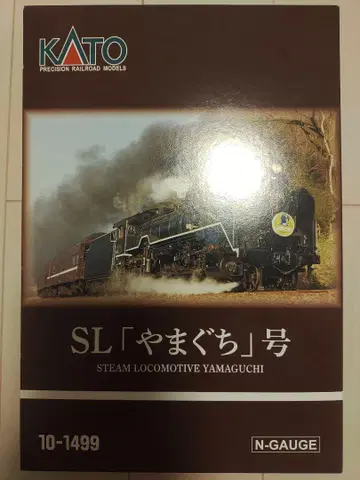 KATO
PRECISION RAILROAD MODELS
SL「やまぐち」号
STEAM LOCOMOTIVE YAMAGUCHI
10-1499
N-GAUGE